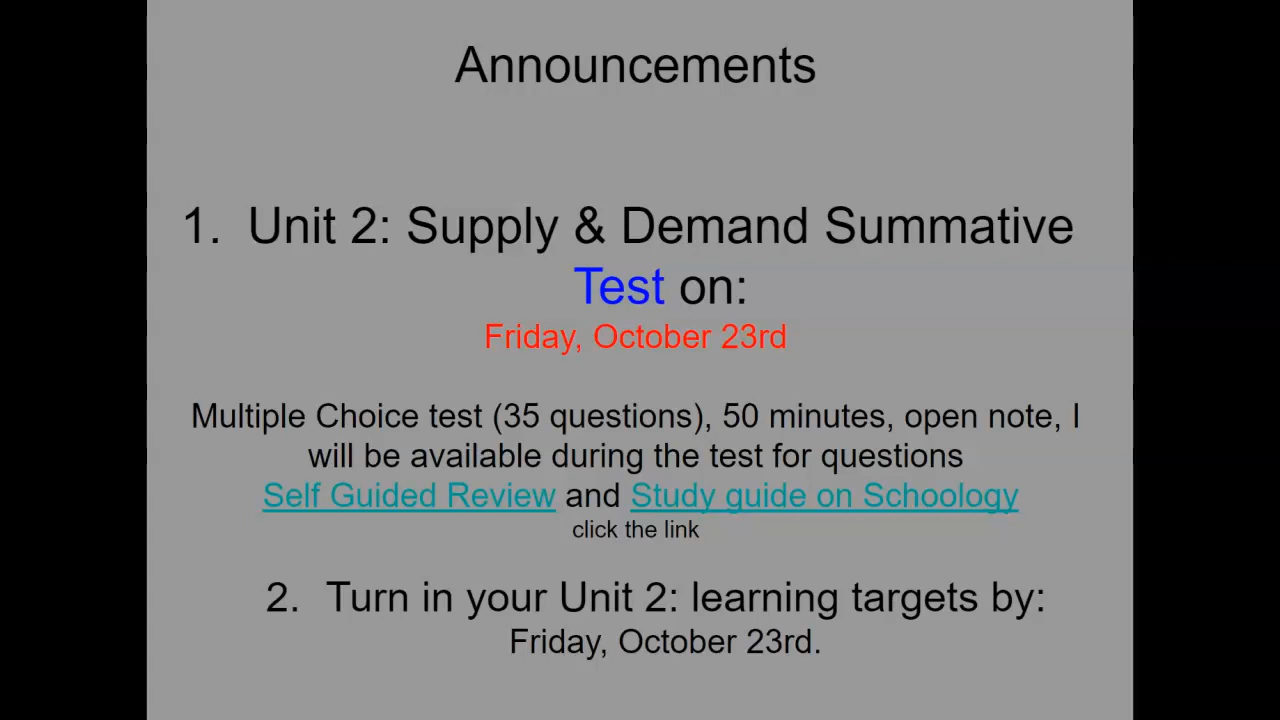 Announcements
1. Unit 2: Supply & Demand Summative
Test on:
Friday, October 23rd
Multiple Choice test (35 questions), 50 minutes, open note, I
will be available during the test for questions
Self Guided Review and Study guide on Schoology
click the link
2. Turn in your Unit 2: learning targets by:
Friday, October 23rd.